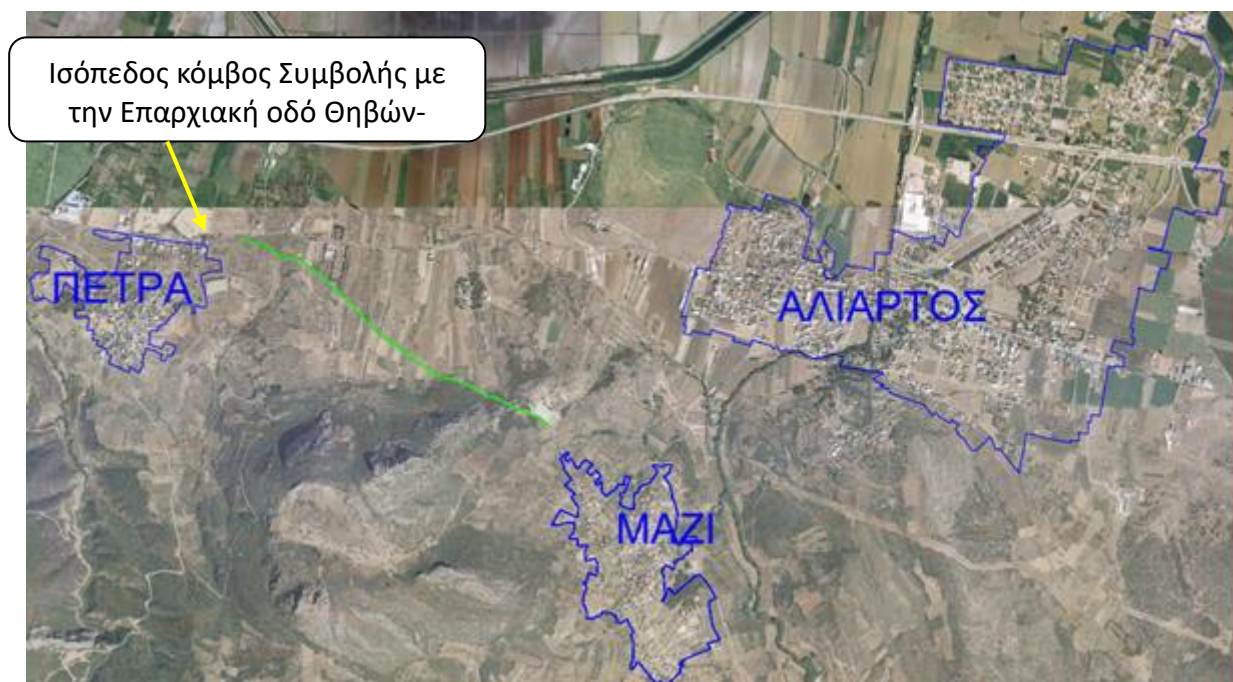 Ισόπεδος κόμβος Συμβολής με
την Επαρχιακή οδό Θηβών-
ΠΕΤΡΑ
ΑΛΙΑΡΤΟΣ
ΜΑΖΙ